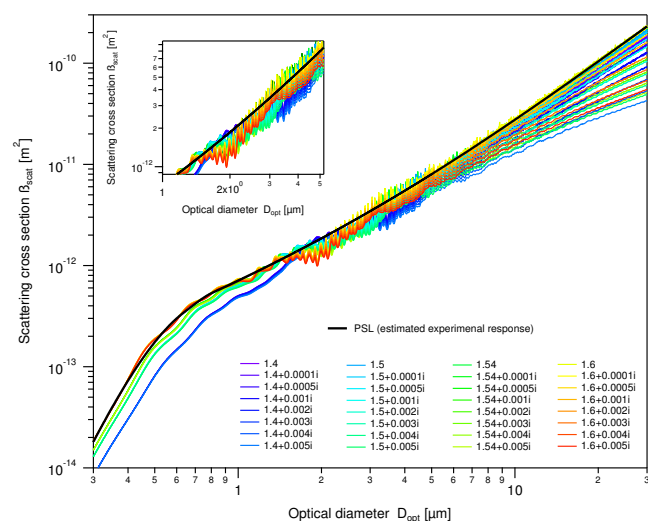 Scattering cross section ß_scat [m²]
10⁻¹⁰
10⁻¹¹
10⁻¹²
10⁻¹³
10⁻¹⁴
Scattering cross section ß_scat [m²]
8
6
5
4
3
2
10⁻¹²
8
1 2x10⁰ 3 4 5
Optical diameter D_opt [µm]
PSL (estimated experimenal response)
1.4
1.4+0.0001i
1.4+0.0005i
1.4+0.001i
1.4+0.002i
1.4+0.003i
1.4+0.004i
1.4+0.005i
1.5
1.5+0.0001i
1.5+0.0005i
1.5+0.001i
1.5+0.002i
1.5+0.003i
1.5+0.004i
1.5+0.005i
1.54
1.54+0.0001i
1.54+0.0005i
1.54+0.001i
1.54+0.002i
1.54+0.003i
1.54+0.004i
1.54+0.005i
1.6
1.6+0.0001i
1.6+0.0005i
1.6+0.001i
1.6+0.002i
1.6+0.003i
1.6+0.004i
1.6+0.005i
3 4 5 6 7 8 9 1 2 3 4 5 6 7 8 9 10 2 3
Optical diameter D_opt [µm]